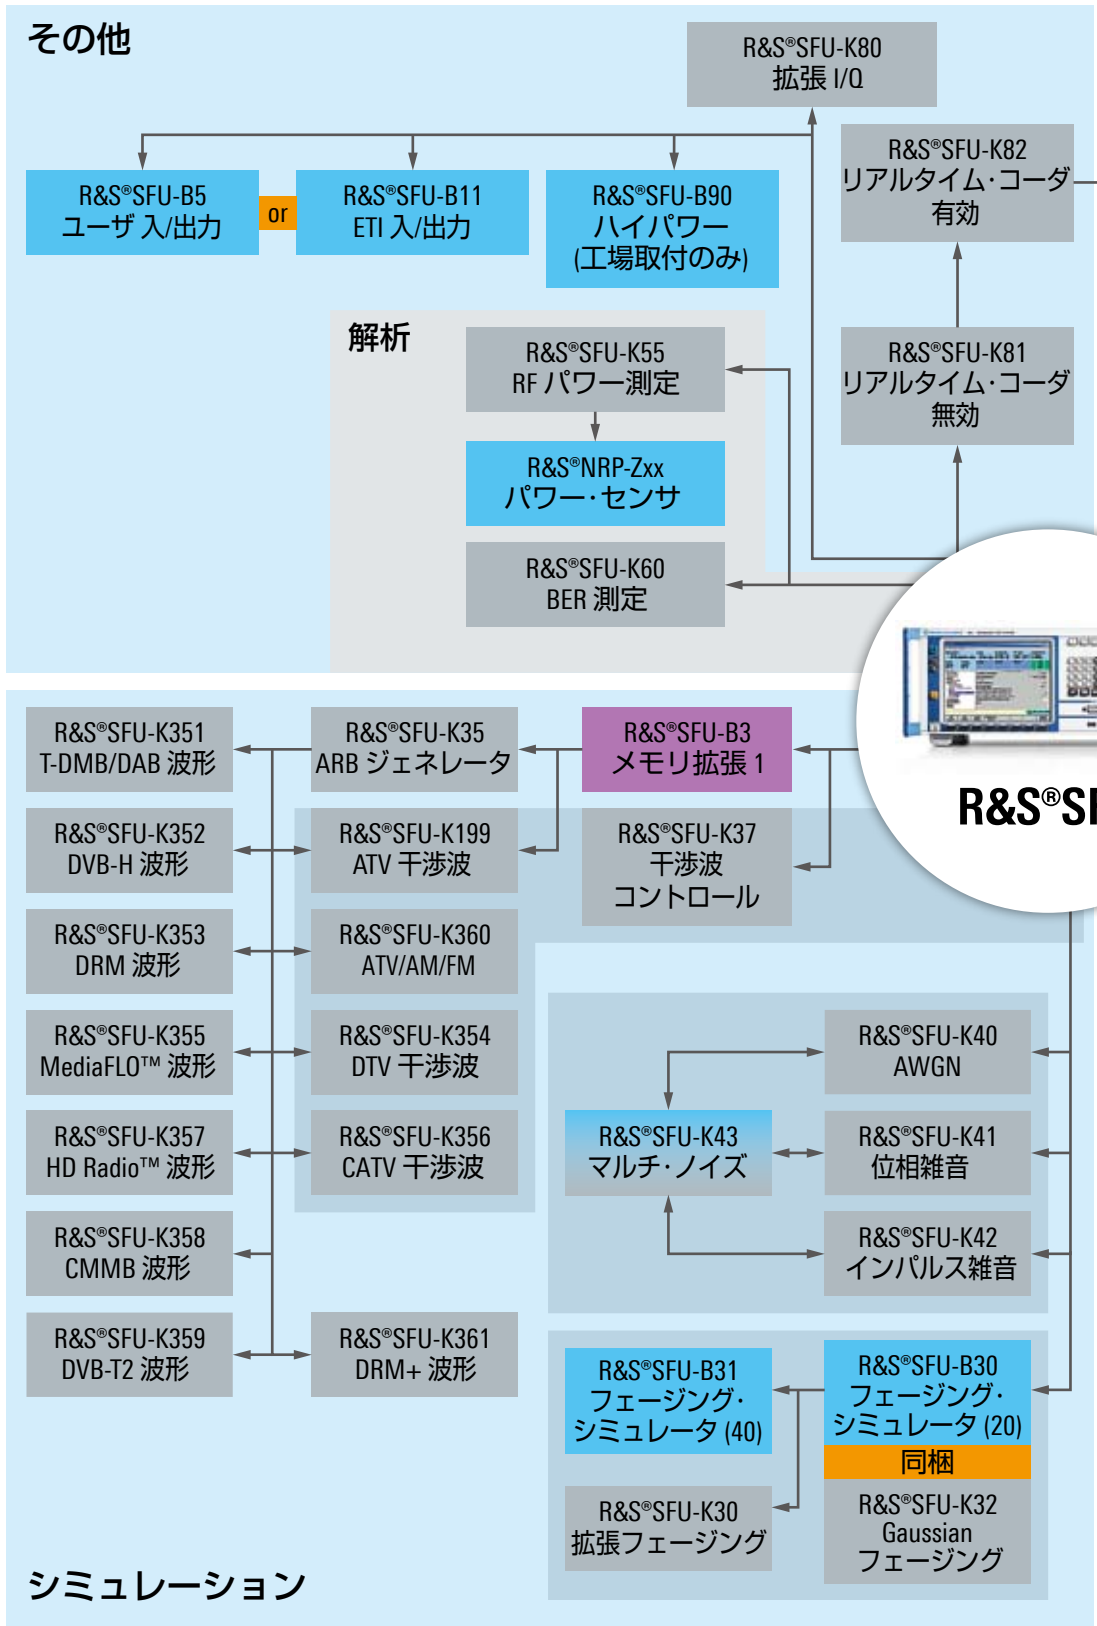 その他
R&S®SFU-K80
拡張 I/Q
R&S®SFU-K82
リアルタイム・コーダ
有効
R&S®SFU-B5
ユーザ 入/出力
or
R&S®SFU-B11
ETI 入/出力
R&S®SFU-B90
ハイパワー
(工場取付のみ)
解析
R&S®SFU-K55
RF パワー測定
R&S®SFU-K81
リアルタイム・コーダ
無効
R&S®NRP-Zxx
パワー・センサ
R&S®SFU-K60
BER 測定
R&S®SF
R&S®SFU-K351
T-DMB/DAB 波形
R&S®SFU-K35
ARB ジェネレータ
R&S®SFU-B3
メモリ拡張 1
R&S®SFU-K352
DVB-H 波形
R&S®SFU-K199
ATV 干渉波
R&S®SFU-K37
干渉波
コントロール
R&S®SFU-K353
DRM 波形
R&S®SFU-K360
ATV/AM/FM
R&S®SFU-K355
MediaFLO™ 波形
R&S®SFU-K354
DTV 干渉波
R&S®SFU-K40
AWGN
R&S®SFU-K357
HD Radio™ 波形
R&S®SFU-K356
CATV 干渉波
R&S®SFU-K43
マルチ・ノイズ
R&S®SFU-K41
位相雑音
R&S®SFU-K358
CMMB 波形
R&S®SFU-K42
インパルス雑音
R&S®SFU-K359
DVB-T2 波形
R&S®SFU-K361
DRM+ 波形
R&S®SFU-B31
フェージング・
シミュレータ (40)
R&S®SFU-B30
フェージング・
シミュレータ (20)
同梱
R&S®SFU-K30
拡張フェージング
R&S®SFU-K32
Gaussian
フェージング
シミュレーション